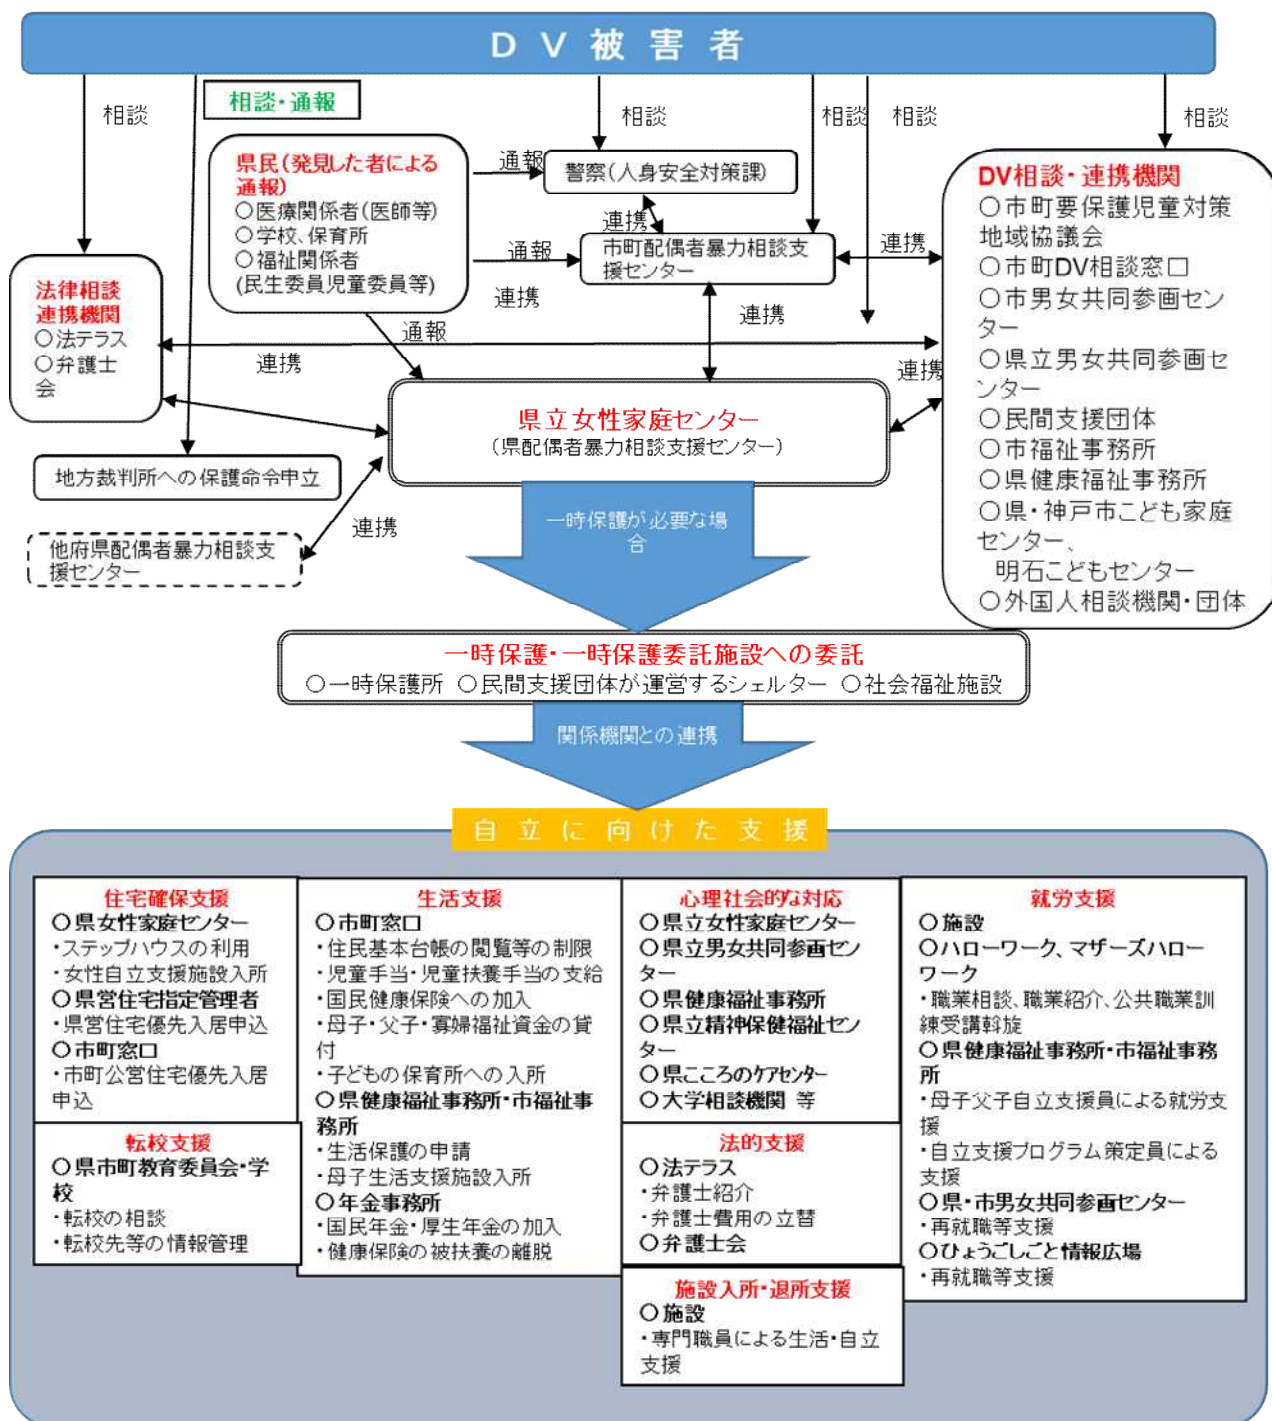 DV被害者
相談・通報
相談
相談
相談
相談
相談
県民(発見した者による
通報)
○医療関係者(医師等)
○学校、保育所
○福祉関係者
(民生委員児童委員等)
通報
警察(人身安全対策課)
連携
通報
市町配偶者暴力相談支
援センター
連携
連携
連携
通報
連携
連携
法律相談
連携機関
○法テラス
○弁護士
会
DV相談・連携機関
○市町要保護児童対策
地域協議会
○市町DV相談窓口
○市男女共同参画セン
ター
○県立男女共同参画セ
ンター
○民間支援団体
○市福祉事務所
○県健康福祉事務所
○県・神戸市こども家庭
センター、
明石こどもセンター
○外国人相談機関・団体
県立女性家庭センター
(県配偶者暴力相談支援センター)
地方裁判所への保護命令申立
連携
他府県配偶者暴力相談支
援センター
一時保護が必要な場
合
一時保護・一時保護委託施設への委託
○一時保護所 ○民間支援団体が運営するシェルター ○社会福祉施設
関係機関との連携
自立に向けた支援
住宅確保支援
○県女性家庭センター
・ステップハウスの利用
・女性自立支援施設入所
○県営住宅指定管理者
・県営住宅優先入居申込
○市町窓口
・市町公営住宅優先入居
申込
転校支援
○県市町教育委員会・学
校
・転校の相談
・転校先等の情報管理
生活支援
○市町窓口
・住民基本台帳の閲覧等の制限
・児童手当・児童扶養手当の支給
・国民健康保険への加入
・母子・父子・寡婦福祉資金の貸
付
・子どもの保育所への入所
○県健康福祉事務所・市福祉事
務所
・生活保護の申請
・母子生活支援施設入所
○年金事務所
・国民年金・厚生年金の加入
・健康保険の被扶養の離脱
心理社会的な対応
○県立女性家庭センター
○県立男女共同参画セン
ター
○県健康福祉事務所
○県立精神保健福祉セン
ター
○県こころのケアセンター
○大学相談機関 等
法的支援
○法テラス
・弁護士紹介
・弁護士費用の立替
○弁護士会
施設入所・退所支援
○施設
・専門職員による生活・自立
支援
就労支援
○施設
○ハローワーク、マザーズハロー
ワーク
・職業相談、職業紹介、公共職業訓
練受講斡旋
○県健康福祉事務所・市福祉事務
所
・母子父子自立支援員による就労支
援
・自立支援プログラム策定員による
支援
○県・市男女共同参画センター
・再就職等支援
○ひょうごしごと情報広場
・再就職等支援